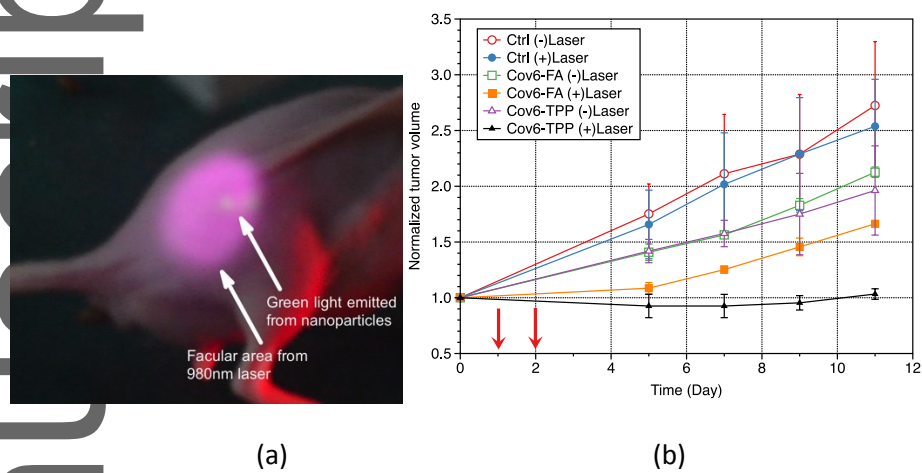 Green light emitted
from nanoparticles
Facular area from
980nm laser
(a)
Normalized tumor volume
3.5
3.0
2.5
2.0
1.5
1.0
0.5
Ctrl (-)Laser
Ctrl (+)Laser
Cov6-FA (-)Laser
Cov6-FA (+)Laser
Cov6-TPP (-)Laser
Cov6-TPP (+)Laser
0 2 4 6 8 10 12
Time (Day)
(b)